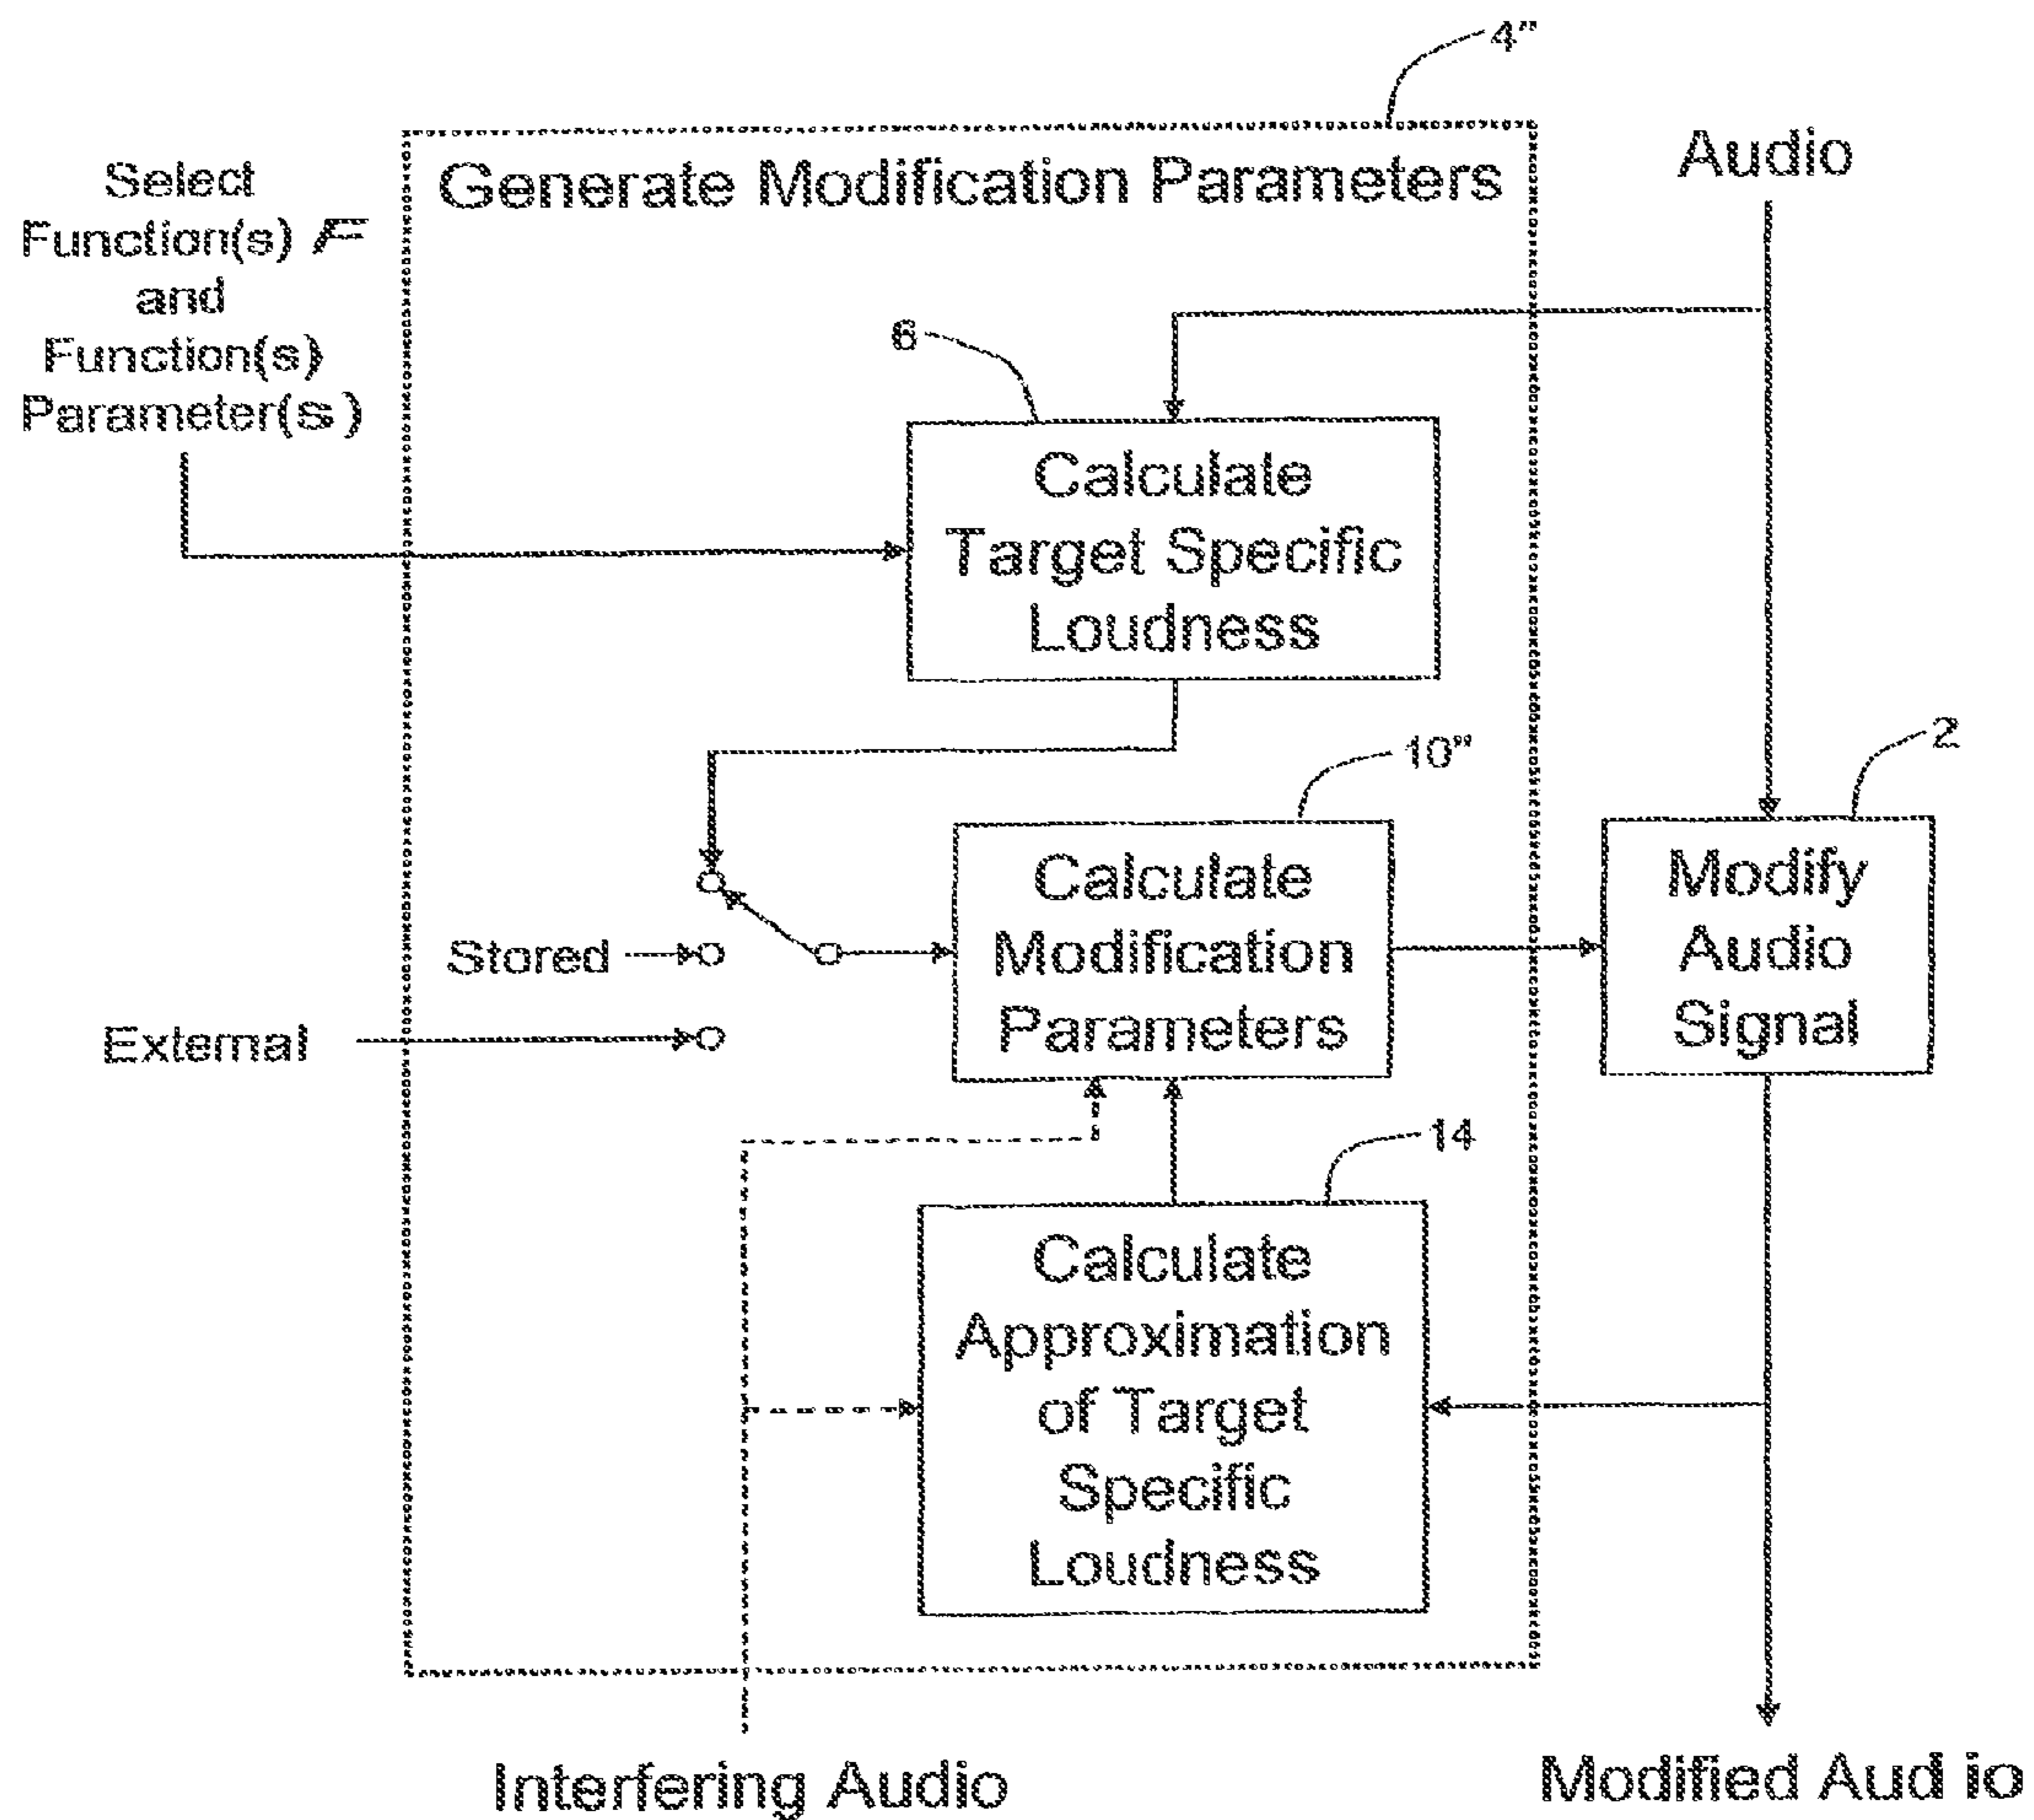 4"
Select
Function(s) F
and
Function(s)
Parameter(s)
Generate Modification Parameters
Audio
6
Calculate
Target Specific
Loudness
10"
2
Calculate
Modification
Parameters
Modify
Audio
Signal
Stored
External
14
Calculate
Approximation
of Target
Specific
Loudness
Interfering Audio
Modified Aud io